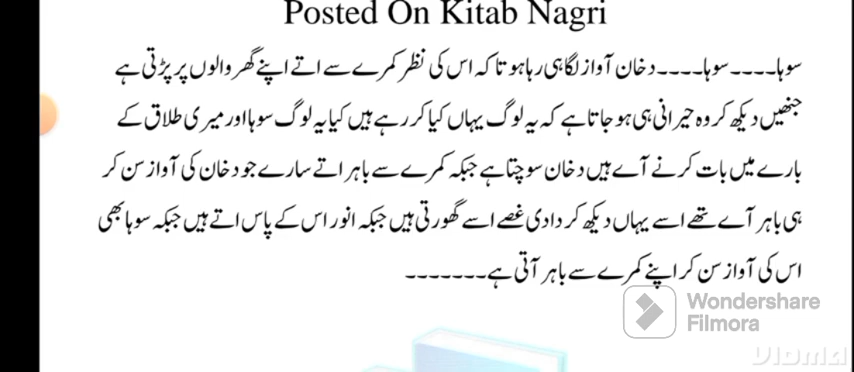 Posted On Kitab Nagri
سوہا۔۔۔۔سوہا۔۔۔۔دخان آواز لگا ہی رہا ہوتا کہ اس کی نظر کمرے سے اتے اپنے گھر والوں پر پڑتی ہے
جنھیں دیکھ کر وہ حیرانی ہی ہو جاتا ہے کہ یہ لوگ یہاں کیا کر رہے ہیں کیا یہ لوگ سوہا اور میری طلاق کے
بارے میں بات کرنے آے ہیں دخان سوچتا ہے جبکہ کمرے سے باہر اتے سارے جو دخان کی آواز سن کر
ہی باہر آے تھے اسے یہاں دیکھ کر دادی غصے اسے گھورتی ہیں جبکہ انور اس کے پاس اتے ہیں جبکہ سوہا بھی
اس کی آواز سن کر اپنے کمرے سے باہر آتی ہے۔۔۔۔۔۔۔
Wondershare
Filmora